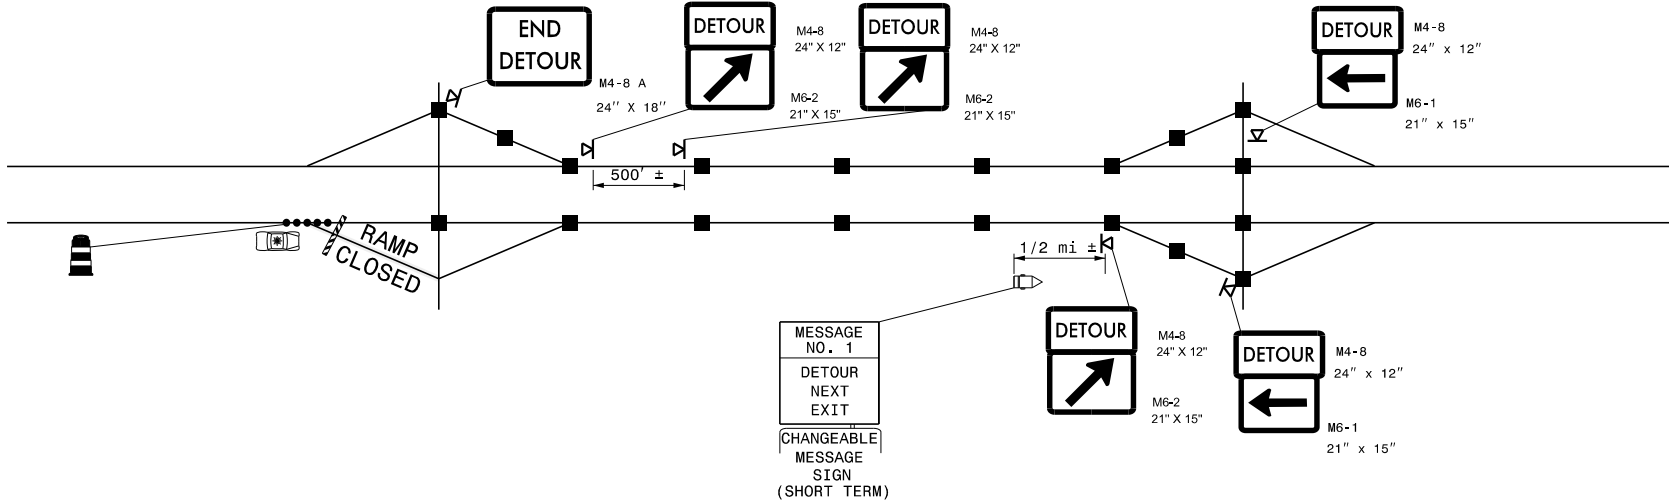 END
DETOUR
M4-8 A
24" X 18"
DETOUR
M4-8
24" X 12"
M6-2
21" X 15"
DETOUR
M4-8
24" X 12"
M6-2
21" X 15"
DETOUR
M4-8
24" x 12"
M6-1
21" x 15"
500' ±
RAMP
CLOSED
1/2 mi ±
MESSAGE
NO. 1
DETOUR
NEXT
EXIT
CHANGEABLE
MESSAGE
SIGN
(SHORT TERM)
DETOUR
M4-8
24" X 12"
M6-2
21" X 15"
DETOUR
M4-8
24" x 12"
M6-1
21" x 15"